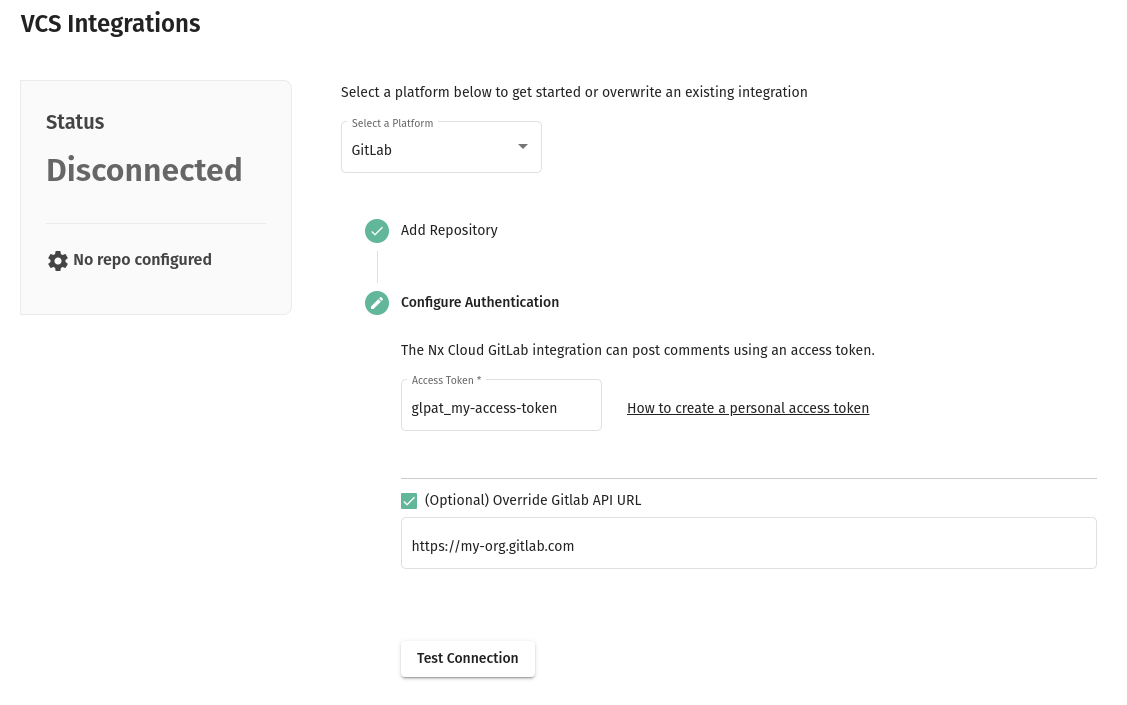 VCS Integrations
Status
Disconnected
No repo configured
Select a platform below to get started or overwrite an existing integration
Select a Platform
GitLab
Add Repository
Configure Authentication
The Nx Cloud GitLab integration can post comments using an access token.
Access Token *
glpat_my-access-token
How to create a personal access token
(Optional) Override Gitlab API URL
https://my-org.gitlab.com
Test Connection